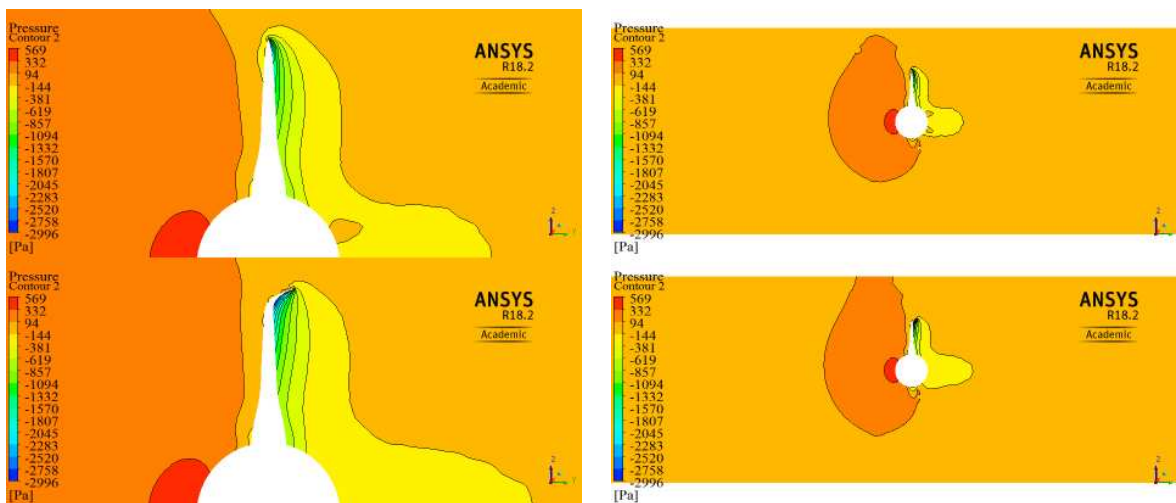 Pressure
Contour 2
569
332
94
-144
-381
-619
-857
-1094
-1332
-1570
-1807
-2045
-2283
-2520
-2758
-2996
[Pa]
ANSYS
R18.2
Academic
Pressure
Contour 2
569
332
94
-144
-381
-619
-857
-1094
-1332
-1570
-1807
-2045
-2283
-2520
-2758
-2996
[Pa]
ANSYS
R18.2
Academic
Z
Pressure
Contour 2
569
332
94
-144
-381
-619
-857
-1094
-1332
-1570
-1807
-2045
-2283
-2520
-2758
-2996
[Pa]
ANSYS
R18.2
Academic
Z
Pressure
Contour 2
569
332
94
-144
-381
-619
-857
-1094
-1332
-1570
-1807
-2045
-2283
-2520
-2758
-2996
[Pa]
ANSYS
R18.2
Academic
Z